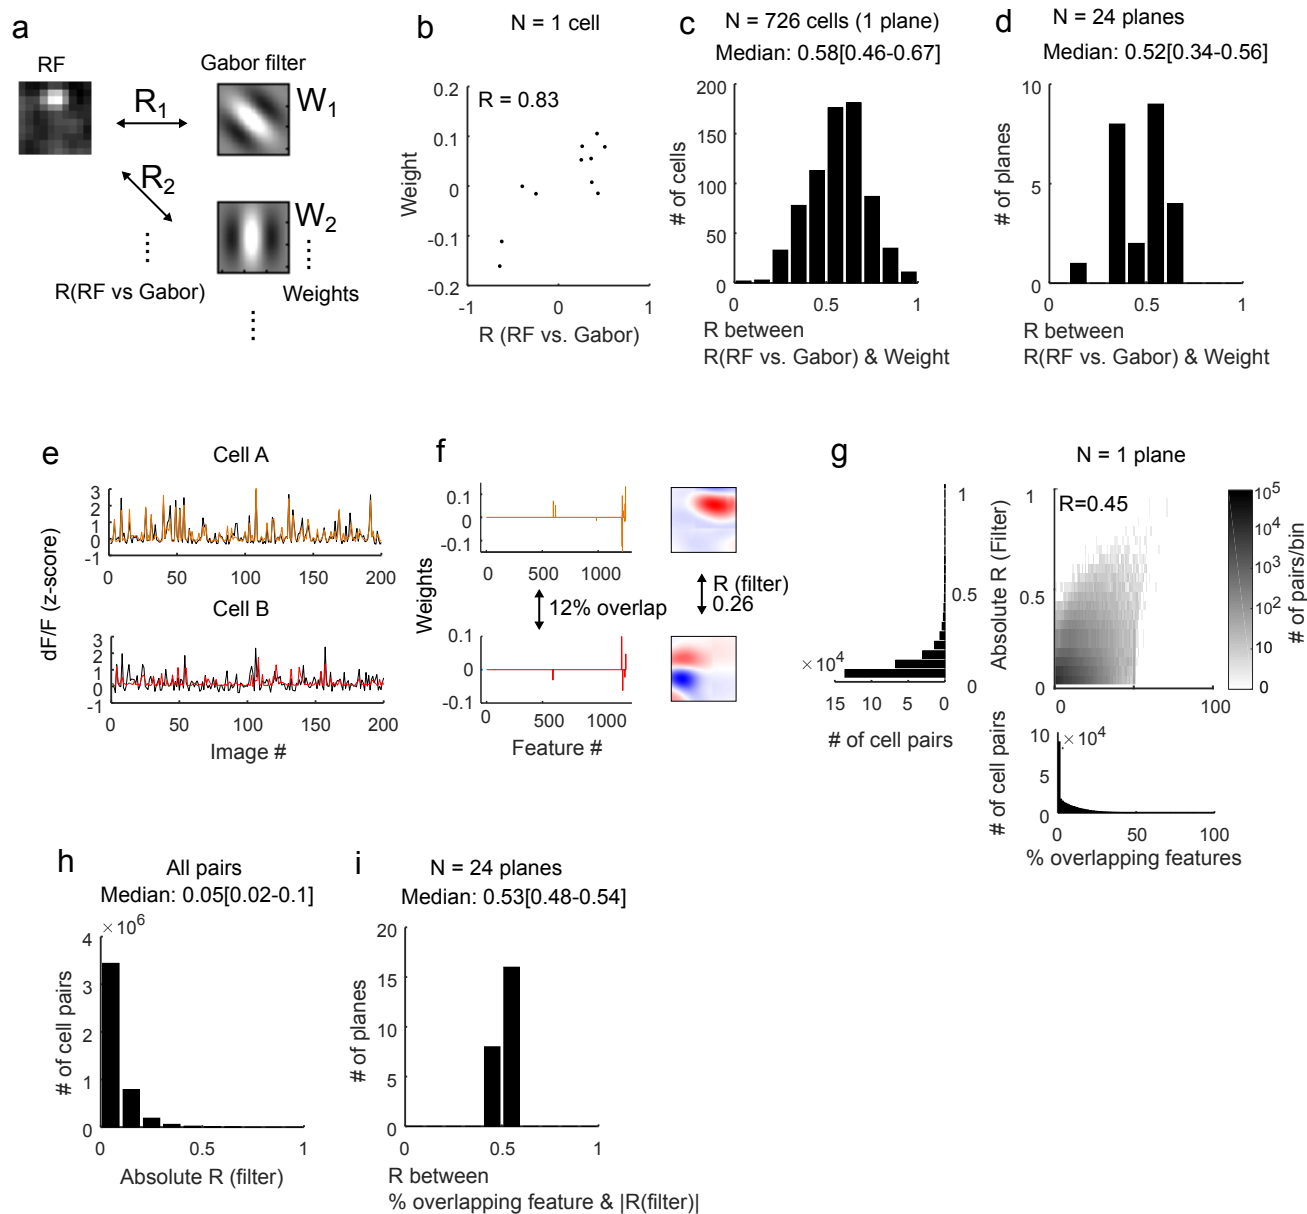 a
RF
Gabor filter
R1
W1
R2
W2
R(RF vs Gabor)
Weights
b
N = 1 cell
R = 0.83
0.2
0.1
0
-0.1
-0.2
Weight
-1
0
1
R (RF vs. Gabor)
c
N = 726 cells (1 plane)
Median: 0.58[0.46-0.67]
200
150
100
50
0
# of cells
0
0.5
1
R between
R(RF vs. Gabor) & Weight
d
N = 24 planes
Median: 0.52[0.34-0.56]
10
5
0
# of planes
0
0.5
1
R between
R(RF vs. Gabor) & Weight
e
Cell A
3
2
1
0
-1
0
50
100
150
200
Cell B
3
2
1
0
-1
0
50
100
150
200
dF/F (z-score)
Image #
f
0.1
0
-0.1
0
500
1000
12% overlap
R (filter)
0.26
0.1
0
-0.1
0
500
1000
Weights
Feature #
g
N = 1 plane
1
0.5
0
× 10^4
15
10
5
0
# of cell pairs
Absolute R (Filter)
R=0.45
1
0.5
0
0
100
10^5
10^4
10^3
10^2
10
0
# of pairs/bin
10
× 10^4
5
0
# of cell pairs
0
50
100
% overlapping features
h
All pairs
Median: 0.05[0.02-0.1]
× 10^6
4
3
2
1
0
# of cell pairs
0
0.5
1
Absolute R (filter)
i
N = 24 planes
Median: 0.53[0.48-0.54]
20
15
10
5
0
# of planes
0
0.5
1
R between
% overlapping feature & |R(filter)|